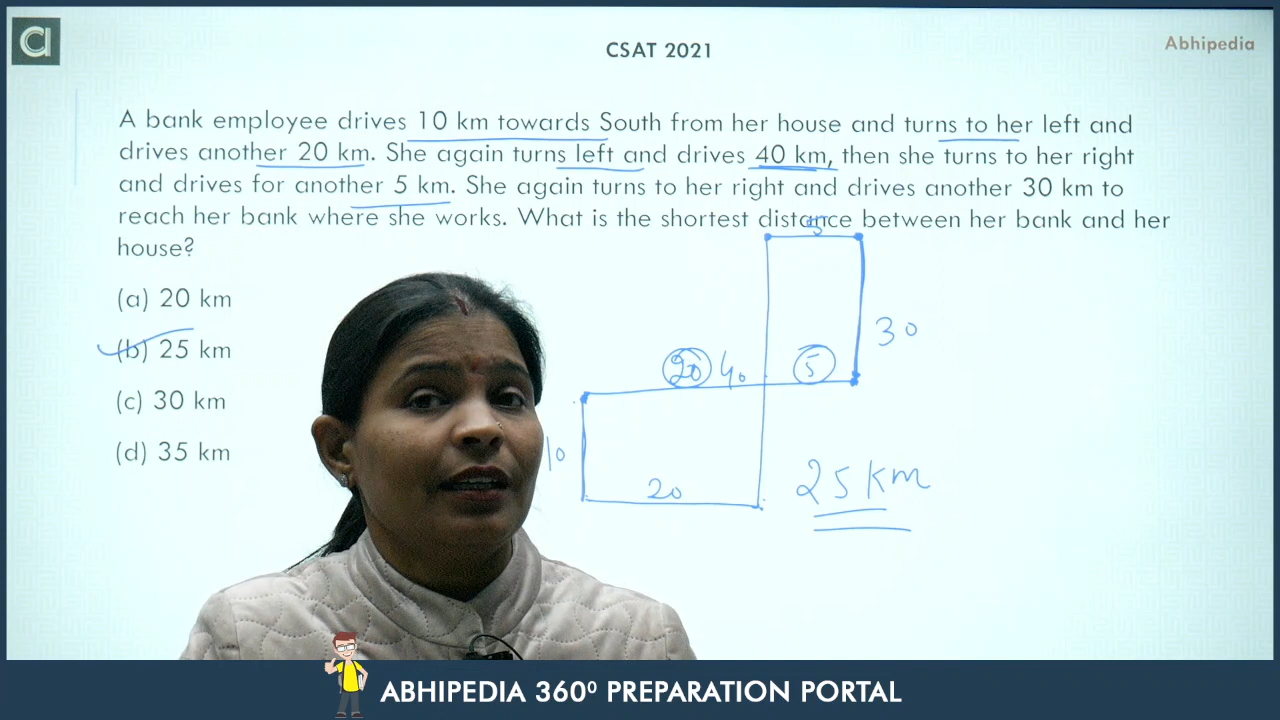 CSAT 2021
Abhipedia
A bank employee drives 10 km towards South from her house and turns to her left and
drives another 20 km. She again turns left and drives 40 km, then she turns to her right
and drives for another 5 km. She again turns to her right and drives another 30 km to
reach her bank where she works. What is the shortest distance between her bank and her
house?
(a) 20 km
(b) 25 km
(c) 30 km
(d) 35 km
5
30
20 40 5
10
20
25 km
ABHIPEDIA 360⁰ PREPARATION PORTAL